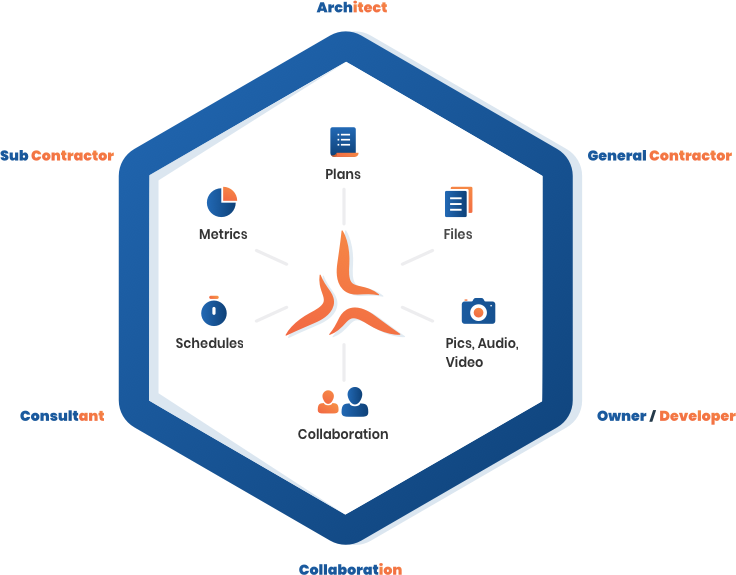 Architect
Sub Contractor
General Contractor
Plans
Metrics
Files
Schedules
Pics, Audio,
Video
Consultant
Owner / Developer
Collaboration
Collaboration